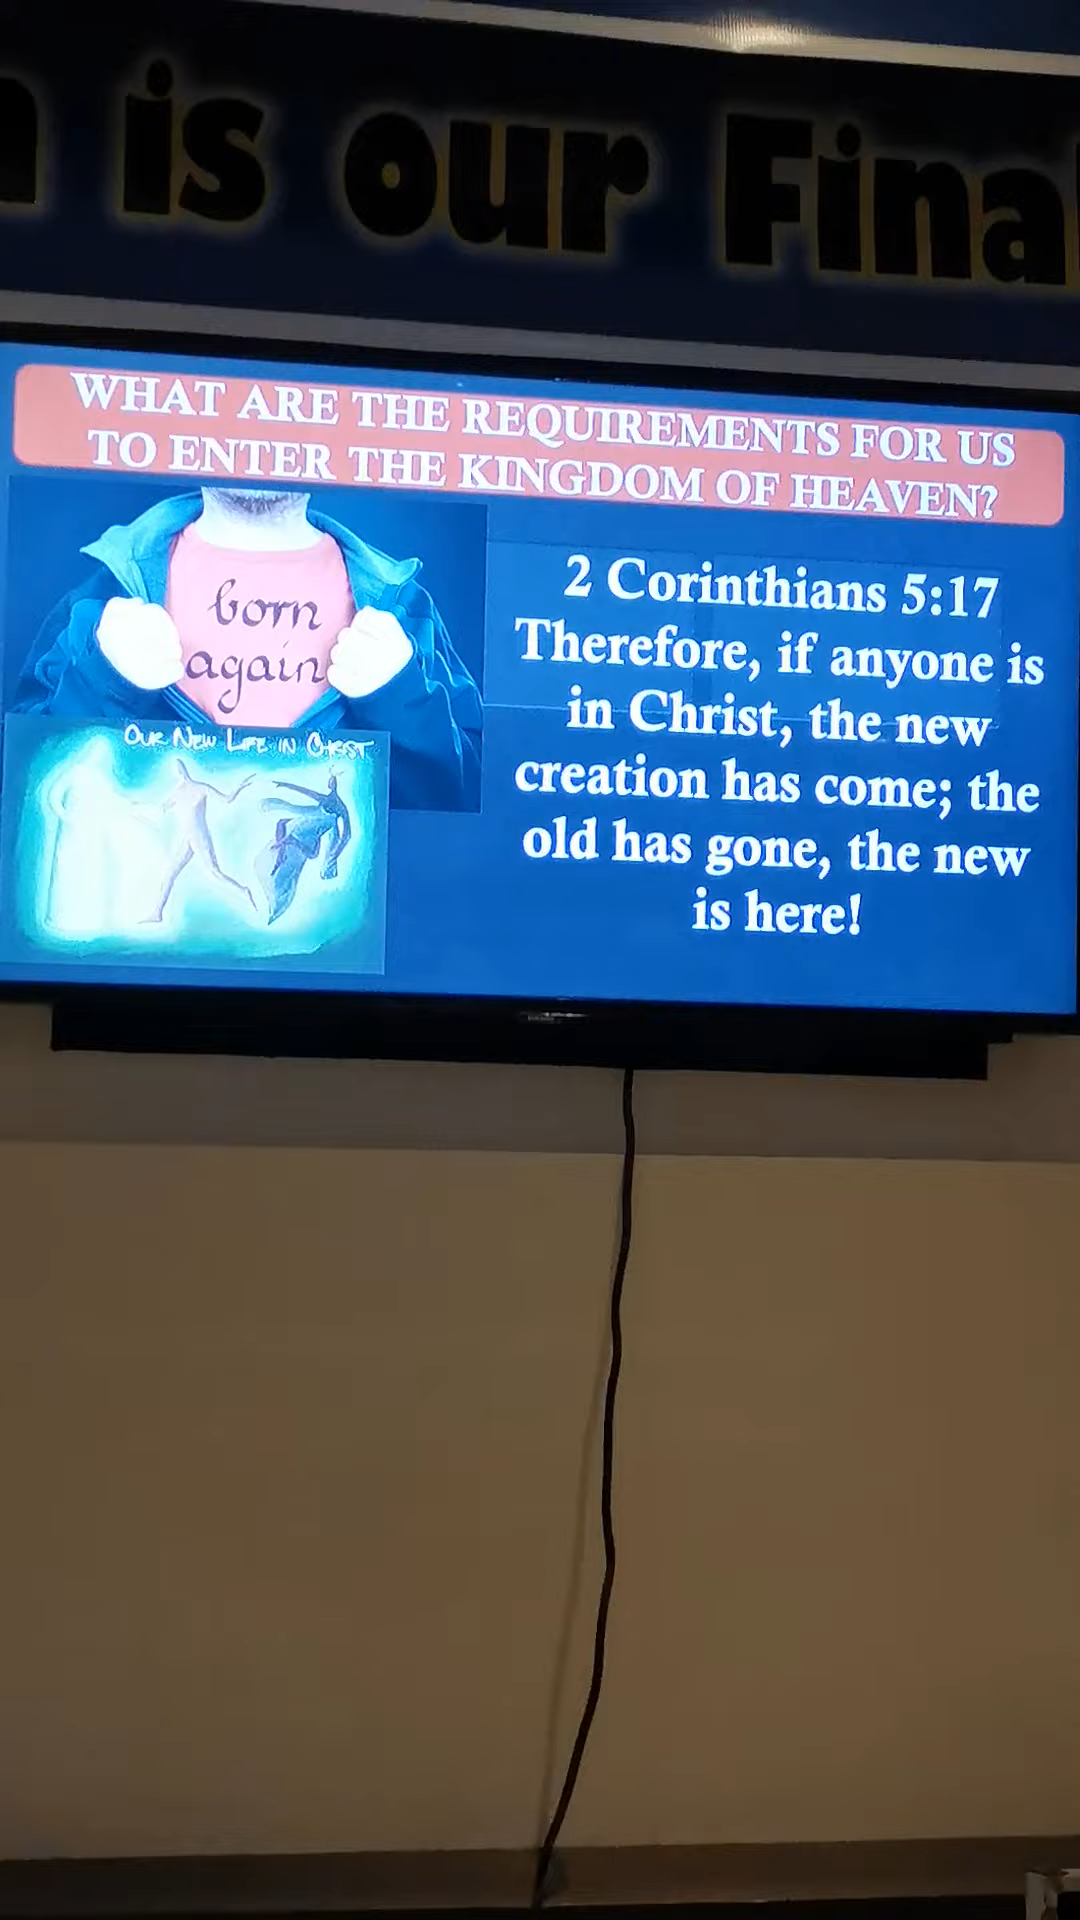 is our Final
WHAT ARE THE REQUIREMENTS FOR US
TO ENTER THE KINGDOM OF HEAVEN?
born
again
OUR NEW LIFE IN CHRIST
2 Corinthians 5:17
Therefore, if anyone is
in Christ, the new
creation has come; the
old has gone, the new
is here!